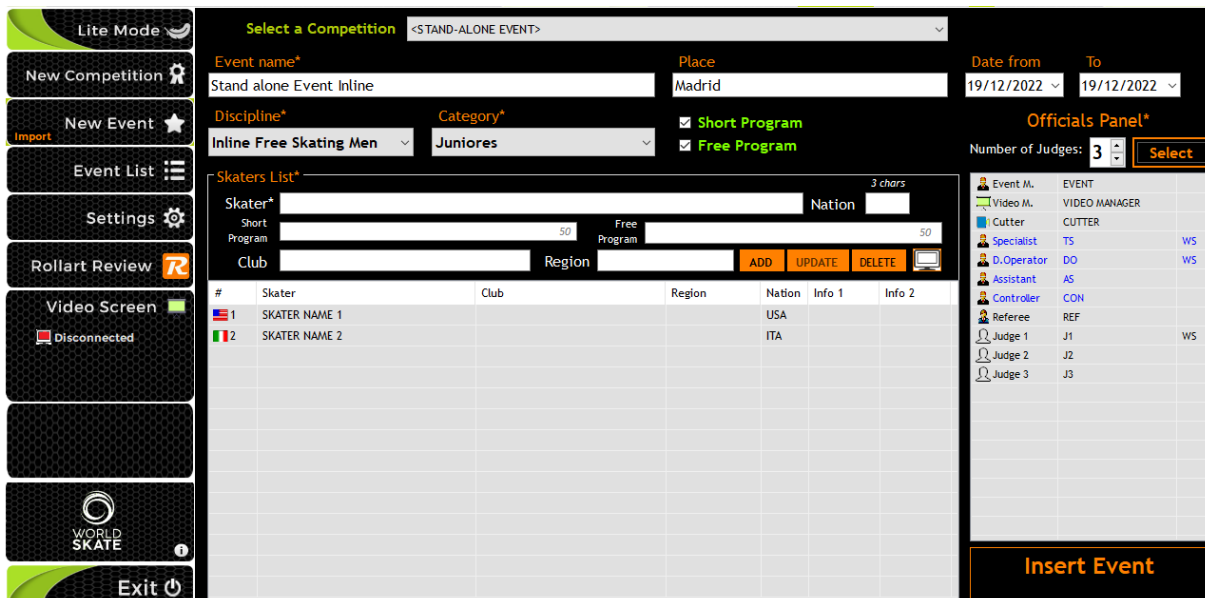 Lite Mode
New Competition
New Event
Import
Event List
Settings
Rollart Review
R
Video Screen
Disconnected
WORLD
SKATE
i
Exit
Select a Competition <STAND-ALONE EVENT>
Event name* Place Date from To
Stand alone Event Inline Madrid 19/12/2022 19/12/2022
Discipline* Category*
Inline Free Skating Men Juniores
Short Program
Free Program
Officials Panel*
Number of Judges: 3 Select
Skaters List*
3 chars
Skater* Nation
Short Program 50 Free Program 50
Club Region ADD UPDATE DELETE
# Skater Club Region Nation Info 1 Info 2
1 SKATER NAME 1 USA
2 SKATER NAME 2 ITA
Event M. EVENT
Video M. VIDEO MANAGER
Cutter CUTTER
Specialist TS WS
D.Operator DO WS
Assistant AS
Controller CON
Referee REF
Judge 1 J1 WS
Judge 2 J2
Judge 3 J3
Insert Event